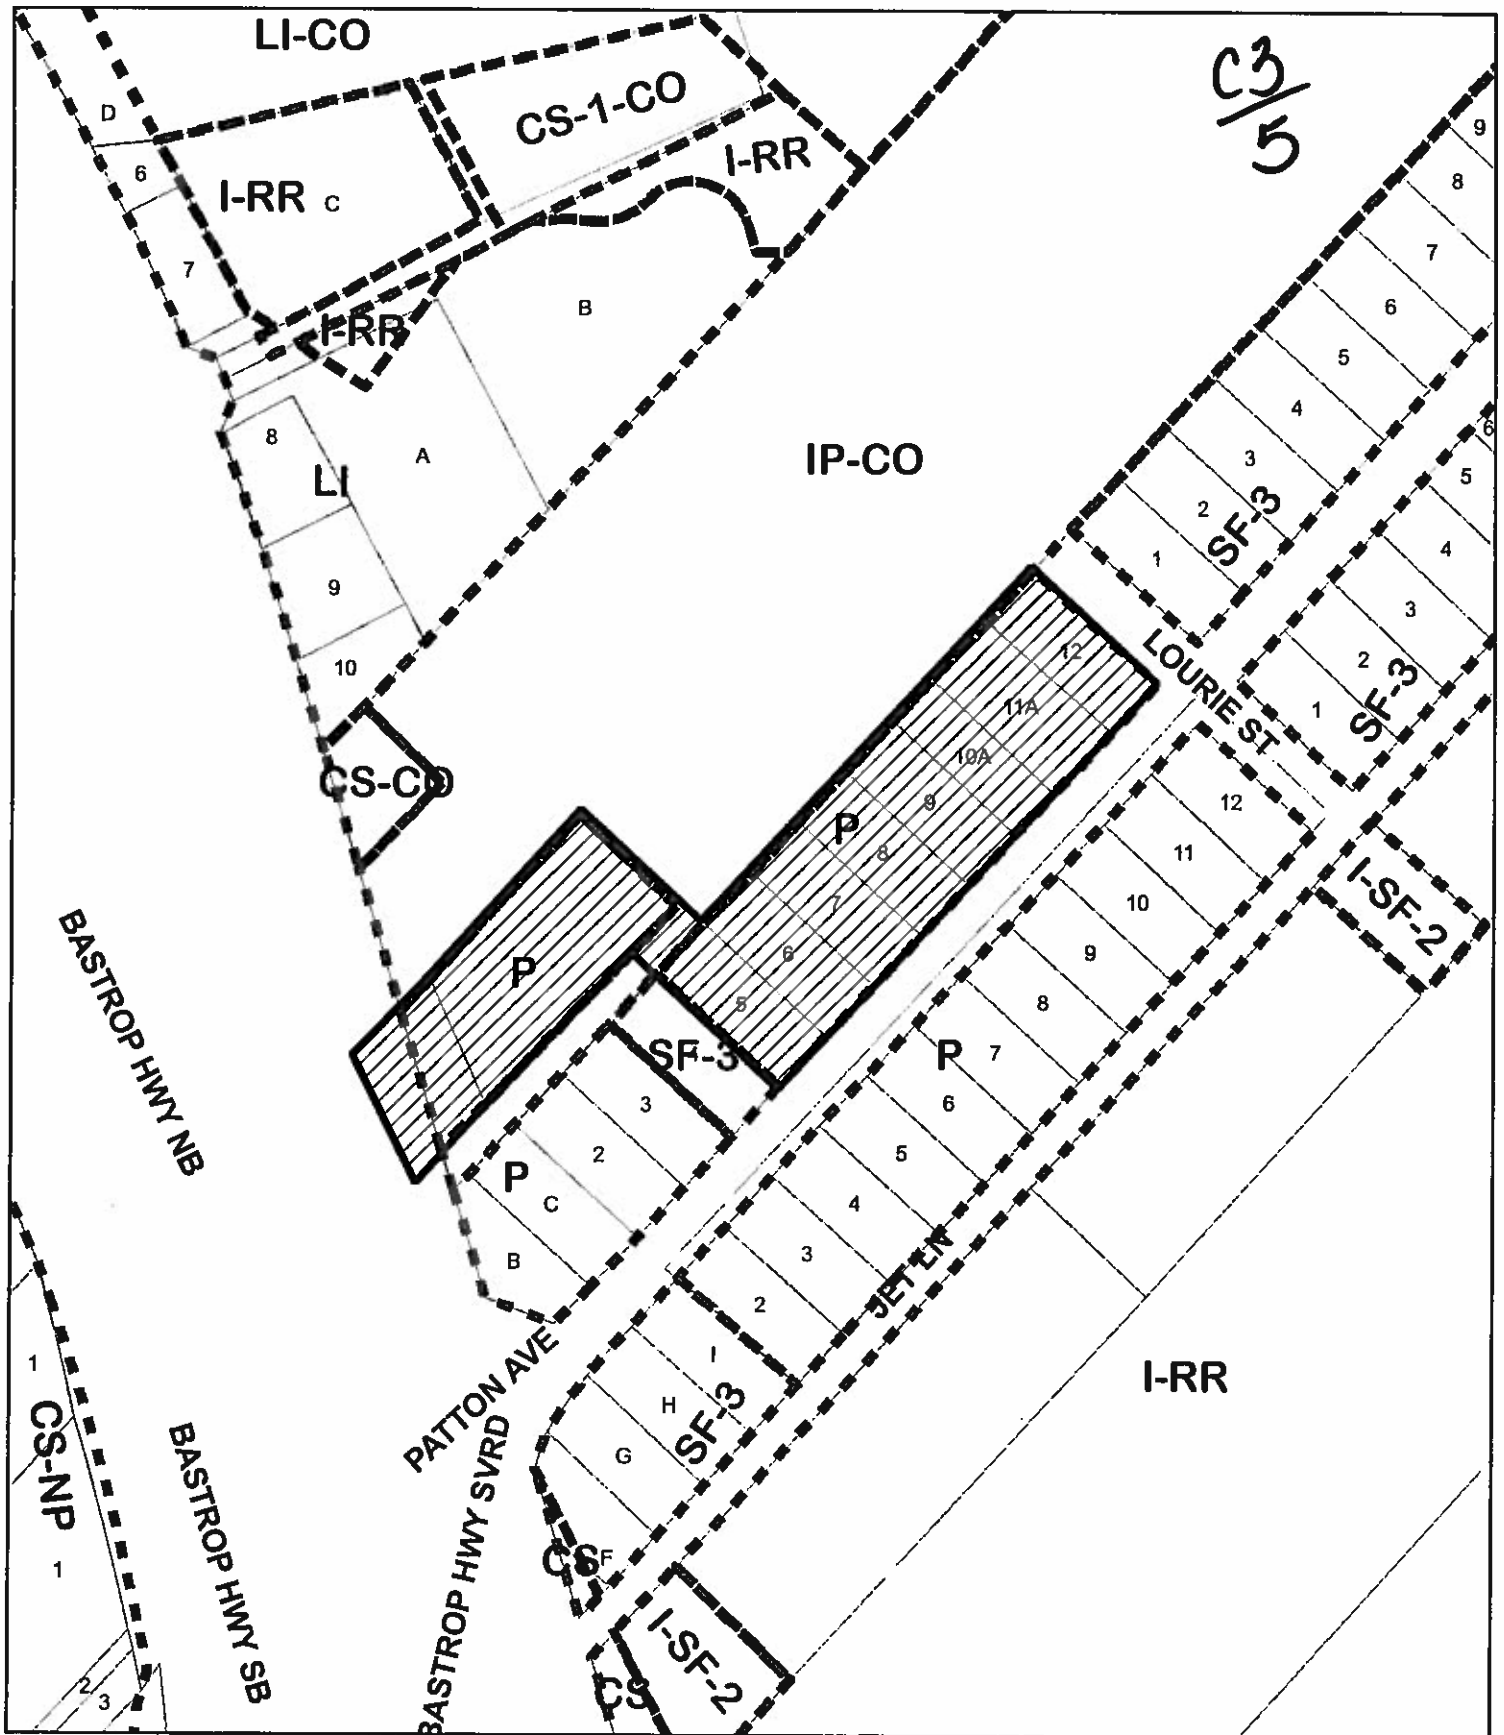 LI-CO
C3/5
CS-1-CO
D
I-RR
6
I-RR C
7
I-RR
B
9
8
7
6
5
4
3
2
1
SF-3
6
5
4
3
2
1
SF-3
8
LI
A
9
10
IP-CO
CS-CO
LOURIE ST
12
11A
10A
9
P
8
7
6
5
P
SF-3
3
2
P
C
B
12
11
10
9
8
P
7
6
5
4
3
2
I-SF-2
JET LN
BASTROP HWY NB
PATTON AVE
I
H
SF-3
G
I-RR
1
CS-NP
1
BASTROP HWY SB
BASTROP HWY SVRD
CS
F
I-SF-2
CS
2
3